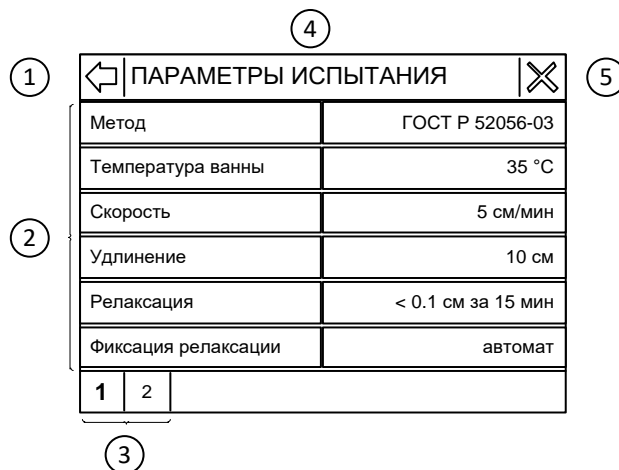 4
1 ПАРАМЕТРЫ ИСПЫТАНИЯ 5
Метод ГОСТ Р 52056-03
Температура ванны 35 °C
Скорость 5 см/мин
2
Удлинение 10 см
Релаксация < 0.1 см за 15 мин
Фиксация релаксации автомат
1 2
3